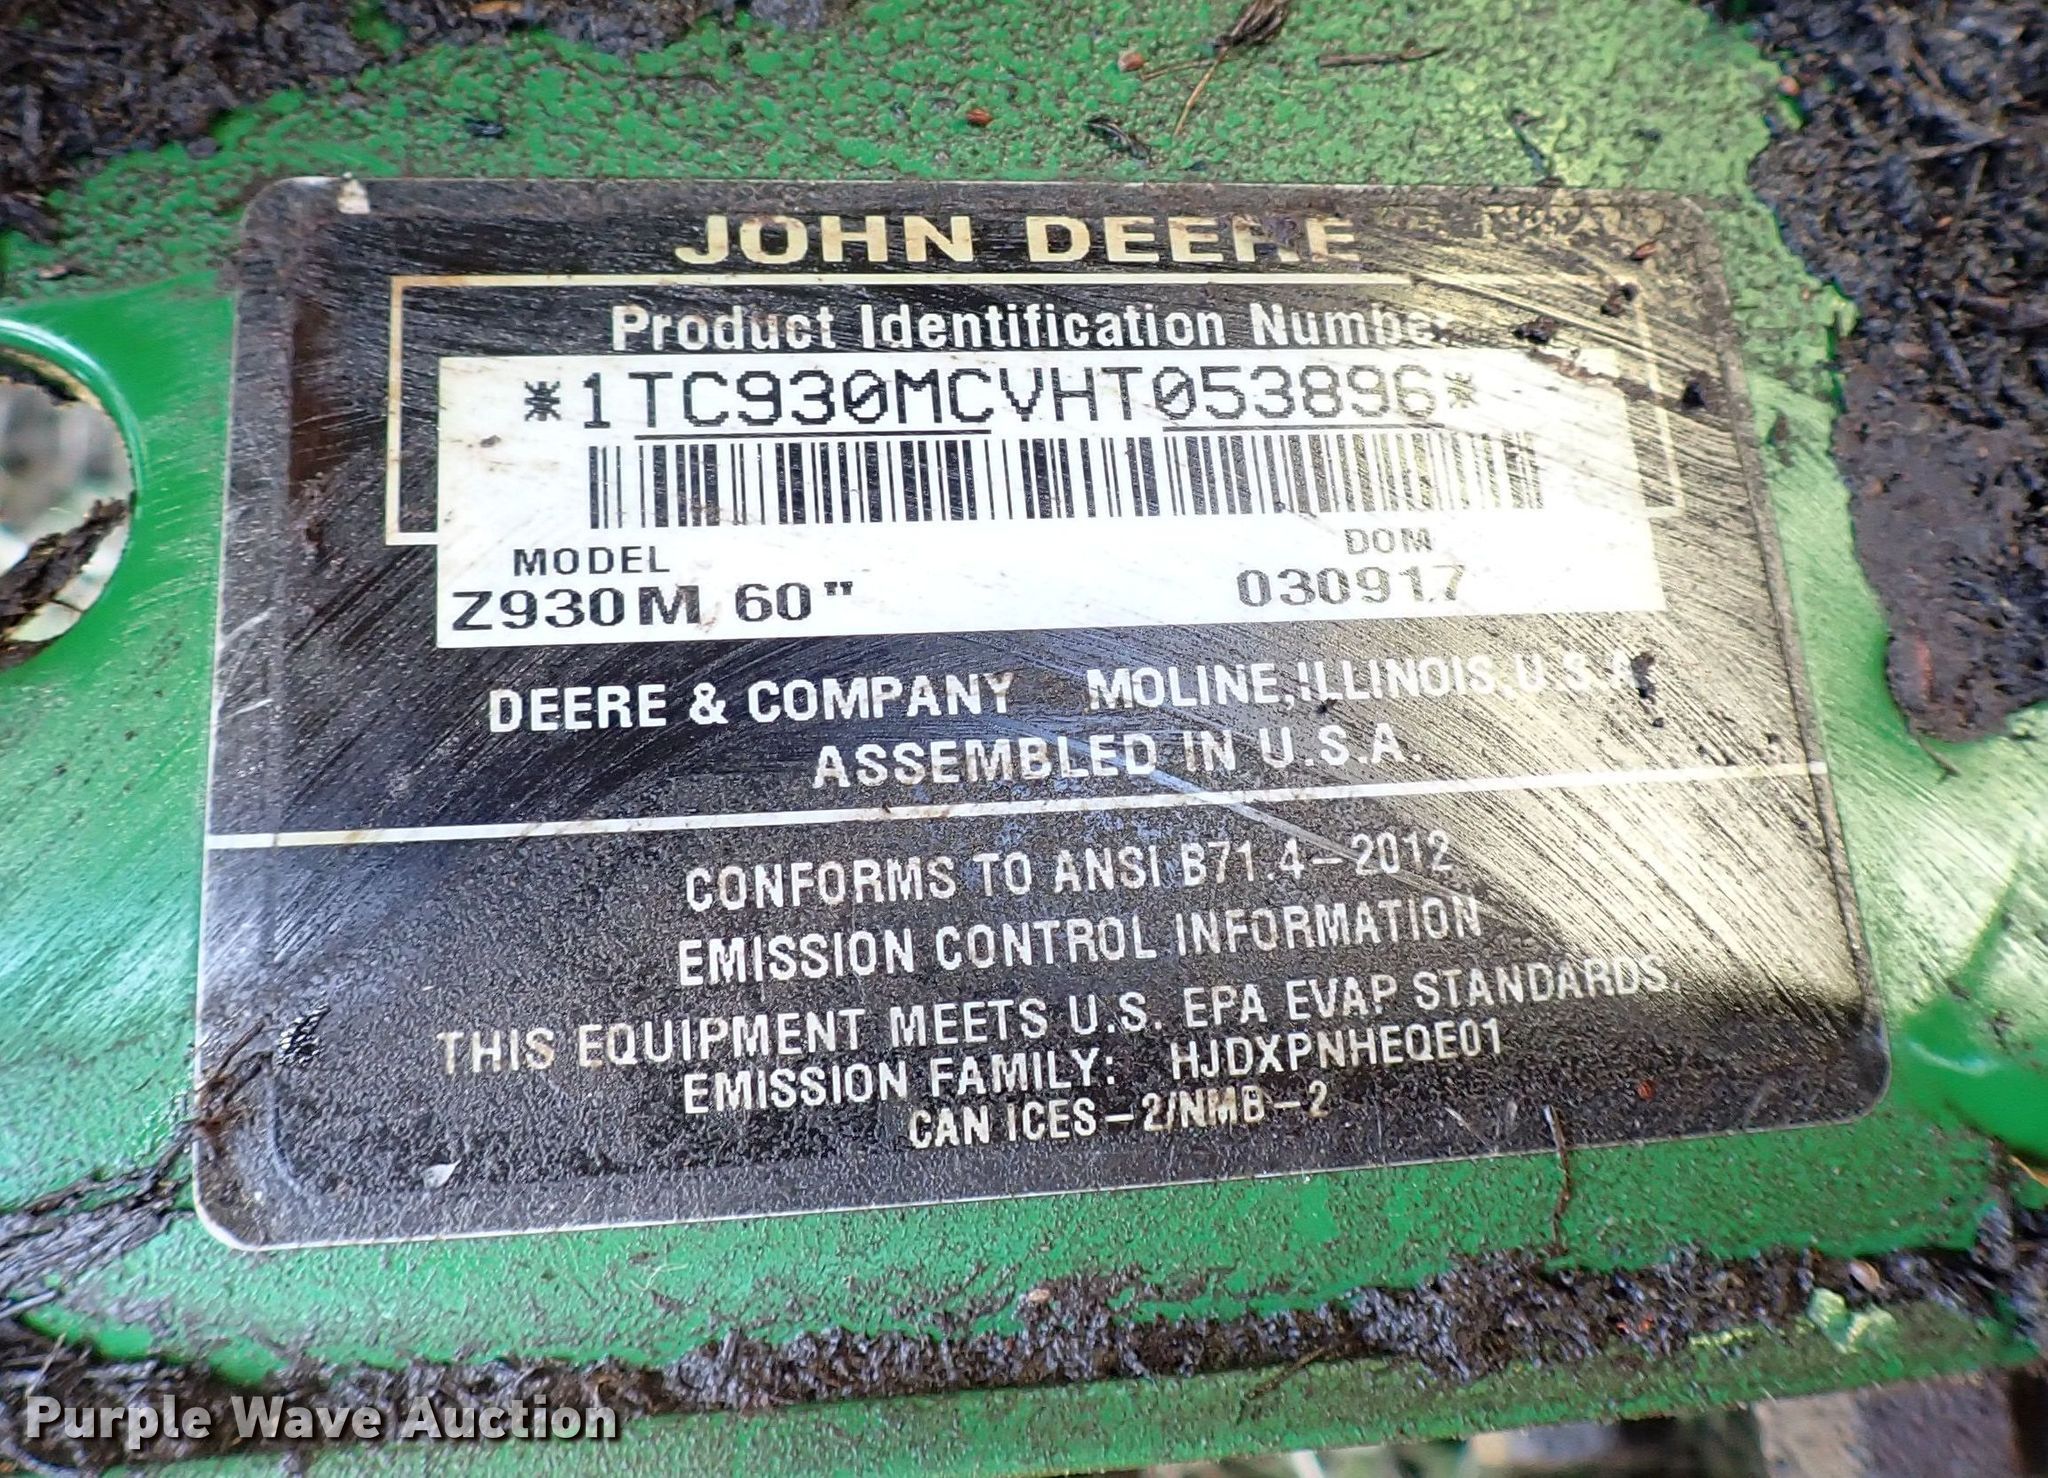 JOHN DEERE
Product Identification Number
*1TC930MCVHT053896*
MODEL
DOM
Z930M 60"
030917
DEERE & COMPANY MOLINE, ILLINOIS, U.S.A.
ASSEMBLED IN U.S.A.
CONFORMS TO ANSI B71.4-2012
EMISSION CONTROL INFORMATION
THIS EQUIPMENT MEETS U.S. EPA EVAP STANDARDS.
EMISSION FAMILY: HJDXPNHEQE01
CAN ICES-2/NMB-2
Purple Wave Auction